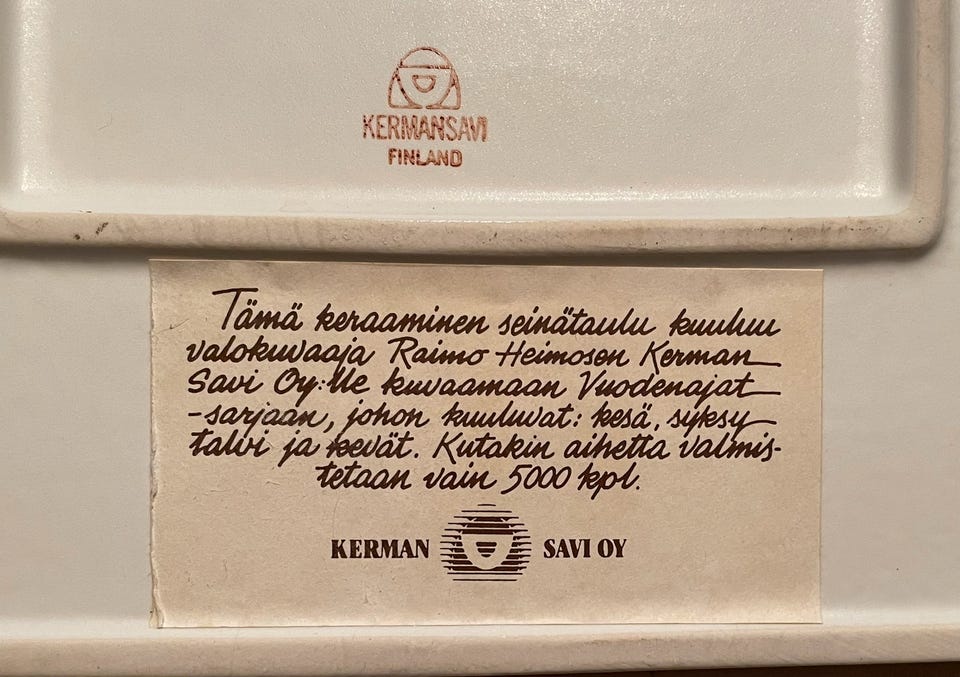 KERMANSAVI
FINLAND
Tämä keraaminen seinätaulu kuuluu
valokuvaaja Raimo Heimosen Kerman
Savi Oy:lle kuvaamaan Vuodenajat
-sarjaan, johon kuuluvat: kesä, syksy
talvi ja kevät. Kutakin aihetta valmis-
tetaan vain 5000 kpl.
KERMAN SAVI OY